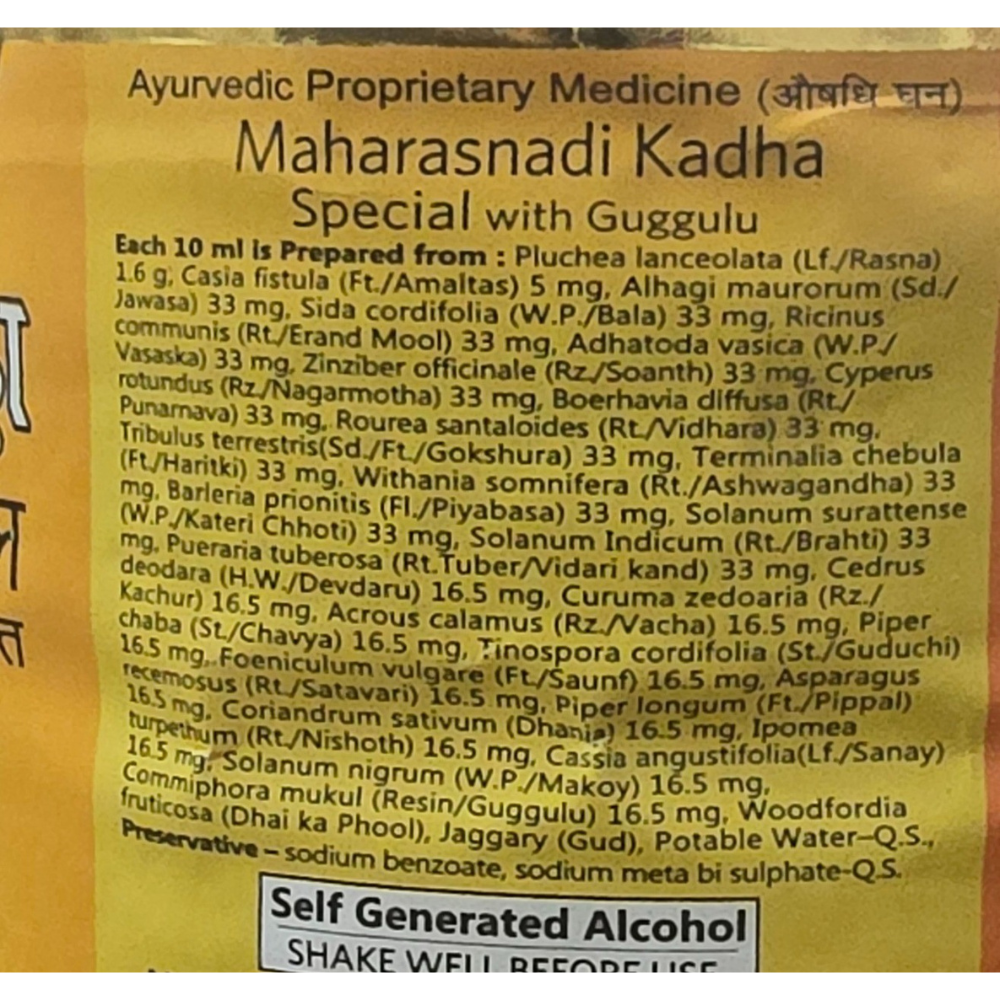 Ayurvedic Proprietary Medicine (औषधि घन)
Maharasnadi Kadha
Special with Guggulu
Each 10 ml is Prepared from : Pluchea lanceolata (Lf./Rasna)
1.6 g, Casia fistula (Ft./Amaltas) 5 mg, Alhagi maurorum (Sd./
Jawasa) 33 mg, Sida cordifolia (W.P./Bala) 33 mg, Ricinus
communis (Rt./Erand Mool) 33 mg, Adhatoda vasica (W.P./
Vasaska) 33 mg, Zinziber officinale (Rz./Soanth) 33 mg, Cyperus
rotundus (Rz./Nagarmotha) 33 mg, Boerhavia diffusa (Rt./
Punarnava) 33 mg, Rourea santaloides (Rt./Vidhara) 33 mg,
Tribulus terrestris(Sd./Ft./Gokshura) 33 mg, Terminalia chebula
(Ft./Haritki) 33 mg, Withania somnifera (Rt./Ashwagandha) 33
mg, Barleria prionitis (Fl./Piyabasa) 33 mg, Solanum surattense
(W.P./Kateri Chhoti) 33 mg, Solanum Indicum (Rt./Brahti) 33
mg, Pueraria tuberosa (Rt.Tuber/Vidari kand) 33 mg, Cedrus
deodara (H.W./Devdaru) 16.5 mg, Curuma zedoaria (Rz./
Kachur) 16.5 mg, Acrous calamus (Rz./Vacha) 16.5 mg, Piper
chaba (St./Chavya) 16.5 mg, Tinospora cordifolia (St./Guduchi)
16.5 mg, Foeniculum vulgare (Ft./Saunf) 16.5 mg, Asparagus
recemosus (Rt./Satavari) 16.5 mg, Piper longum (Ft./Pippal)
16.5 mg, Coriandrum sativum (Dhania) 16.5 mg, Ipomea
turpethum (Rt./Nishoth) 16.5 mg, Cassia angustifolia(Lf./Sanay)
16.5 mg, Solanum nigrum (W.P./Makoy) 16.5 mg,
Commiphora mukul (Resin/Guggulu) 16.5 mg, Woodfordia
fruticosa (Dhai ka Phool), Jaggary (Gud), Potable Water–Q.S.,
Preservative – sodium benzoate, sodium meta bi sulphate-Q.S.
Self Generated Alcohol
SHAKE WELL BEFORE USE